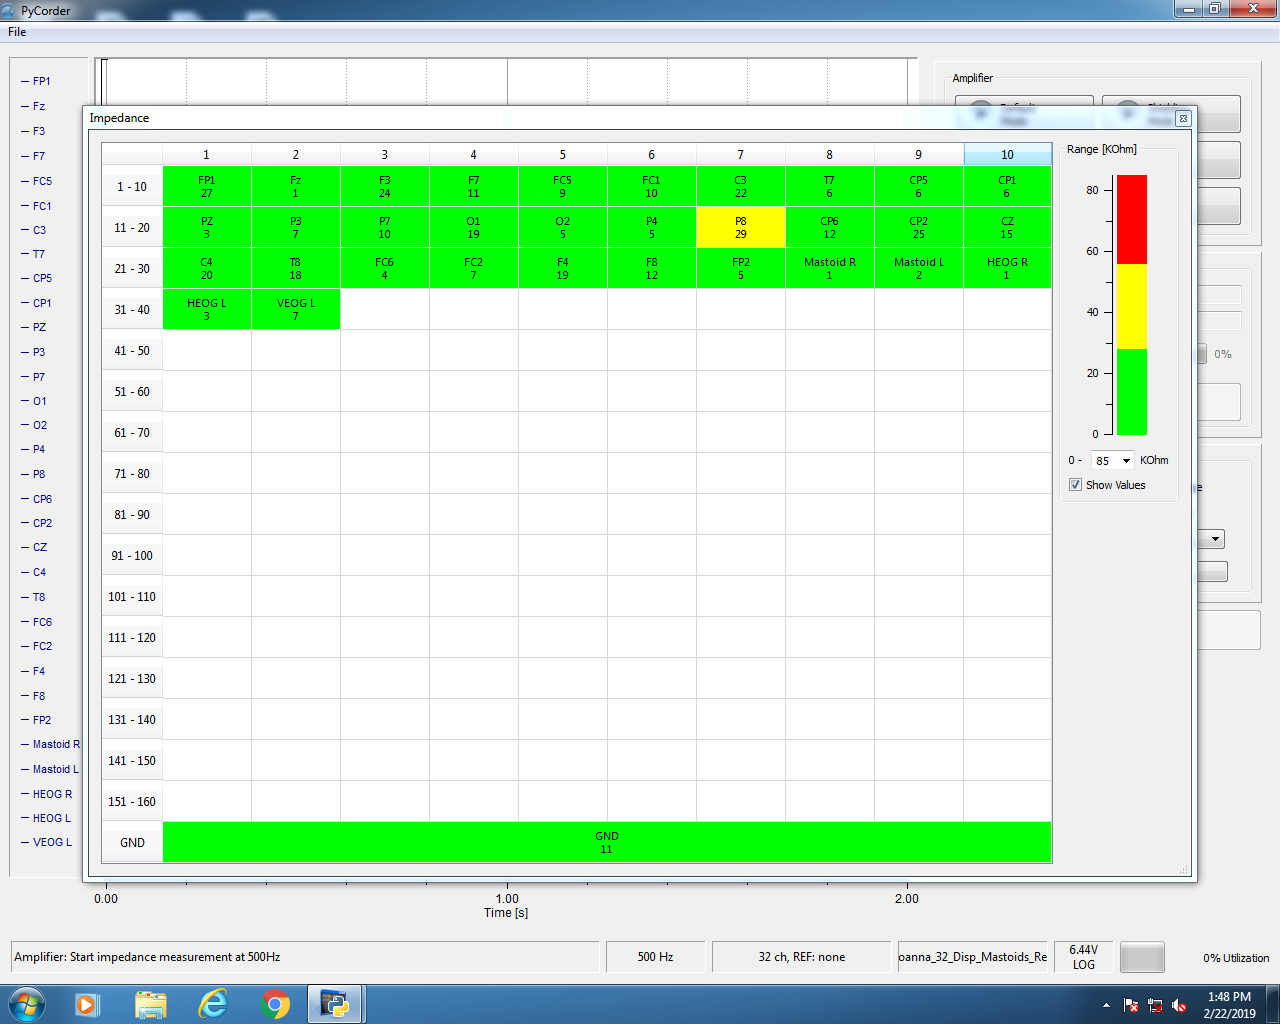 PyCorder
File
FP1
Fz
F3
F7
FC5
FC1
C3
T7
CP5
CP1
PZ
P3
P7
O1
O2
P4
P8
CP6
CP2
CZ
C4
T8
FC6
FC2
F4
F8
FP2
Mastoid R
Mastoid L
HEOG R
HEOG L
VEOG L
Amplifier
Impedance
1 2 3 4 5 6 7 8 9 10
1 - 10 FP1 Fz F3 F7 FC5 FC1 C3 T7 CP5 CP1
27 1 24 11 9 10 22 6 6 6
11 - 20 PZ P3 P7 O1 O2 P4 P8 CP6 CP2 CZ
3 7 10 19 5 5 29 12 25 15
21 - 30 C4 T8 FC6 FC2 F4 F8 FP2 Mastoid R Mastoid L HEOG R
20 18 4 7 19 12 5 1 2 1
31 - 40 HEOG L VEOG L
3 7
41 - 50
51 - 60
61 - 70
71 - 80
81 - 90
91 - 100
101 - 110
111 - 120
121 - 130
131 - 140
141 - 150
151 - 160
GND GND
11
Range [KOhm]
80
60
40
20
0
0 - 85 KOhm
Show Values
0%
0.00 1.00 2.00
Time [s]
Amplifier: Start impedance measurement at 500Hz
500 Hz
32 ch, REF: none
oanna_32_Disp_Mastoids_Re
6.44V
LOG
0% Utilization
1:48 PM
2/22/2019